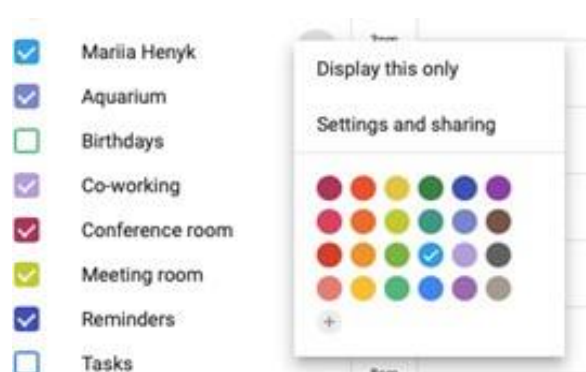 Mariia Henyk
Aquarium
Birthdays
Co-working
Conference room
Meeting room
Reminders
Tasks
Display this only
Settings and sharing
+